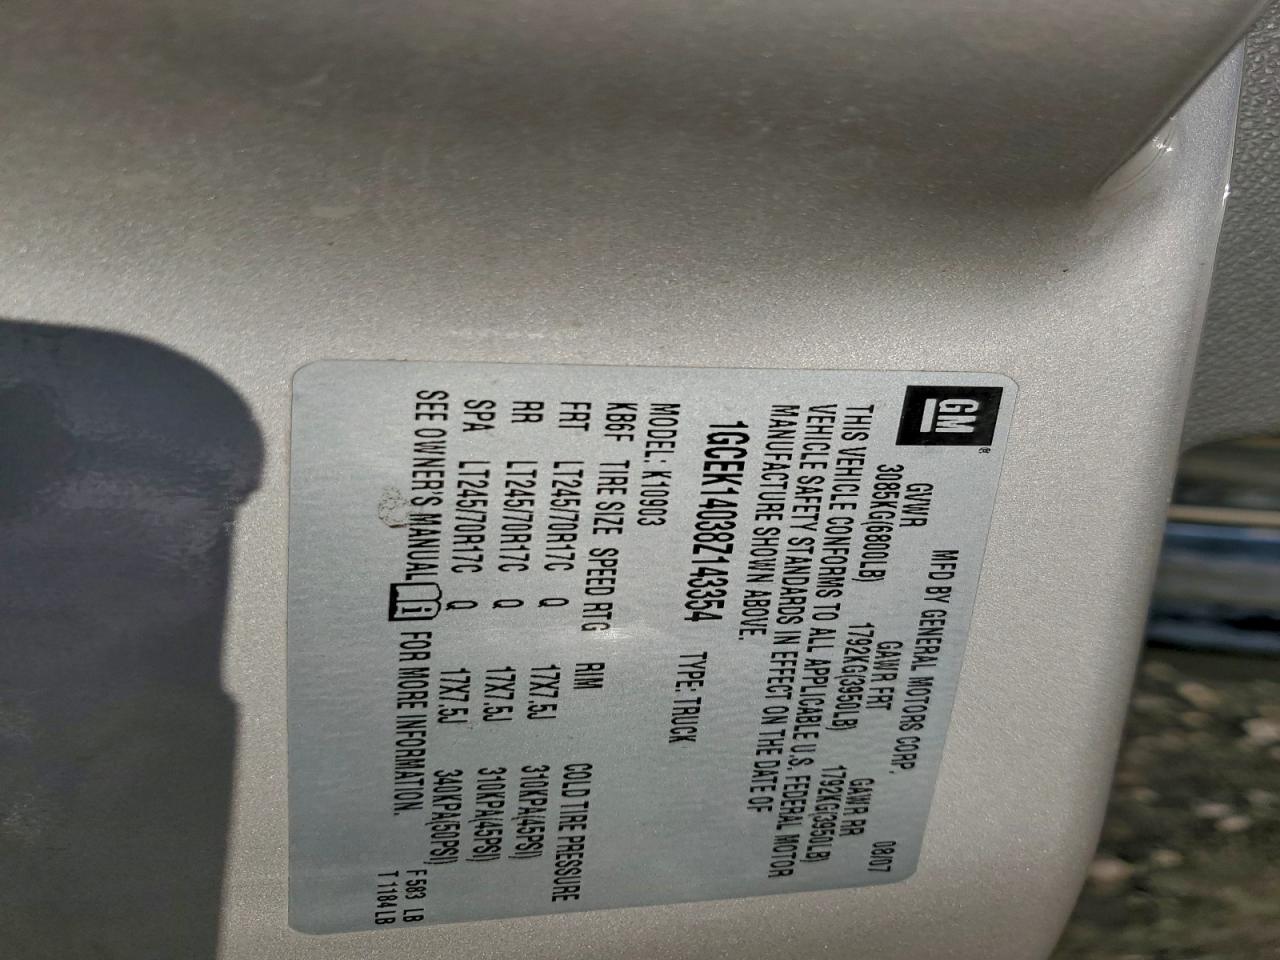 GM®
MFD BY GENERAL MOTORS CORP. 08/07
GVWR GAWR FRT GAWR RR
3085KG(6800LB) 1792KG(3950LB) 1792KG(3950LB)
THIS VEHICLE CONFORMS TO ALL APPLICABLE U.S. FEDERAL MOTOR
VEHICLE SAFETY STANDARDS IN EFFECT ON THE DATE OF
MANUFACTURE SHOWN ABOVE.
1GCEK14J38Z143354 TYPE: TRUCK
MODEL: K10903
KB6F TIRE SIZE SPEED RTG RIM COLD TIRE PRESSURE
FRT LT245/70R17C Q 17X7.5J 310KPA(45PSI)
RR LT245/70R17C Q 17X7.5J 310KPA(45PSI)
SPA LT245/70R17C Q 17X7.5J 340KPA(50PSI)
SEE OWNER'S MANUAL i FOR MORE INFORMATION. F 583 LB
T 1184LB